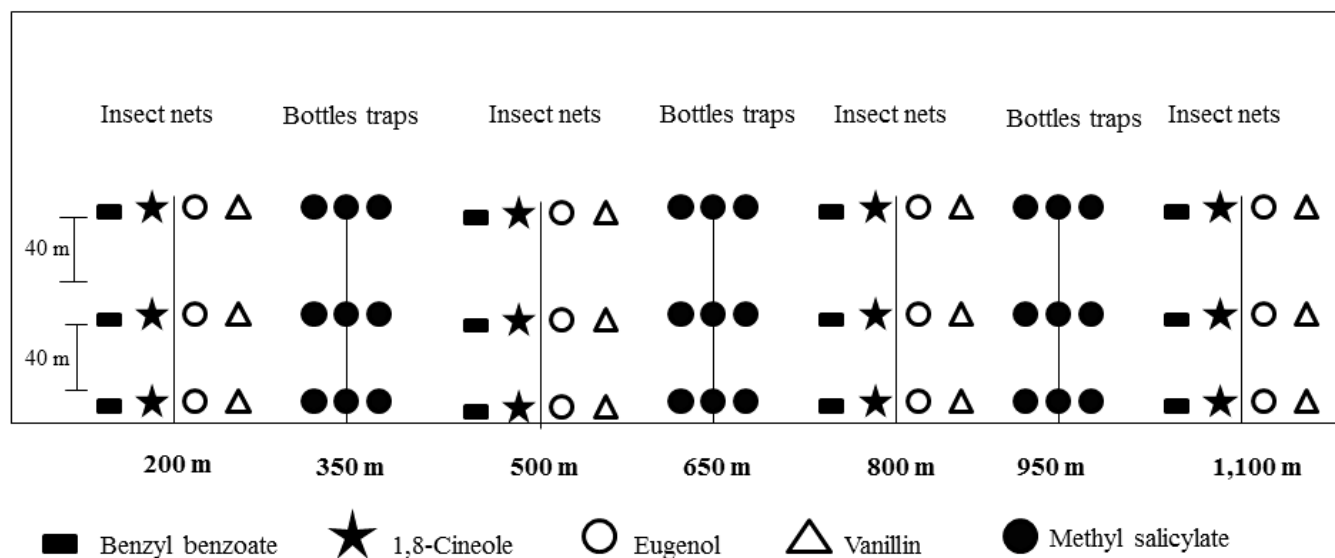 Insect nets Bottles traps Insect nets Bottles traps Insect nets Bottles traps Insect nets
40 m
40 m
200 m 350 m 500 m 650 m 800 m 950 m 1,100 m
Benzyl benzoate 1,8-Cineole Eugenol Vanillin Methyl salicylate